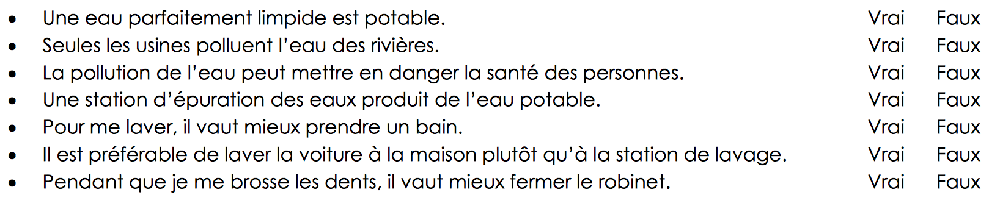 • Une eau parfaitement limpide est potable. Vrai Faux
• Seules les usines polluent l’eau des rivières. Vrai Faux
• La pollution de l’eau peut mettre en danger la santé des personnes. Vrai Faux
• Une station d’épuration des eaux produit de l’eau potable. Vrai Faux
• Pour me laver, il vaut mieux prendre un bain. Vrai Faux
• Il est préférable de laver la voiture à la maison plutôt qu’à la station de lavage. Vrai Faux
• Pendant que je me brosse les dents, il vaut mieux fermer le robinet. Vrai Faux